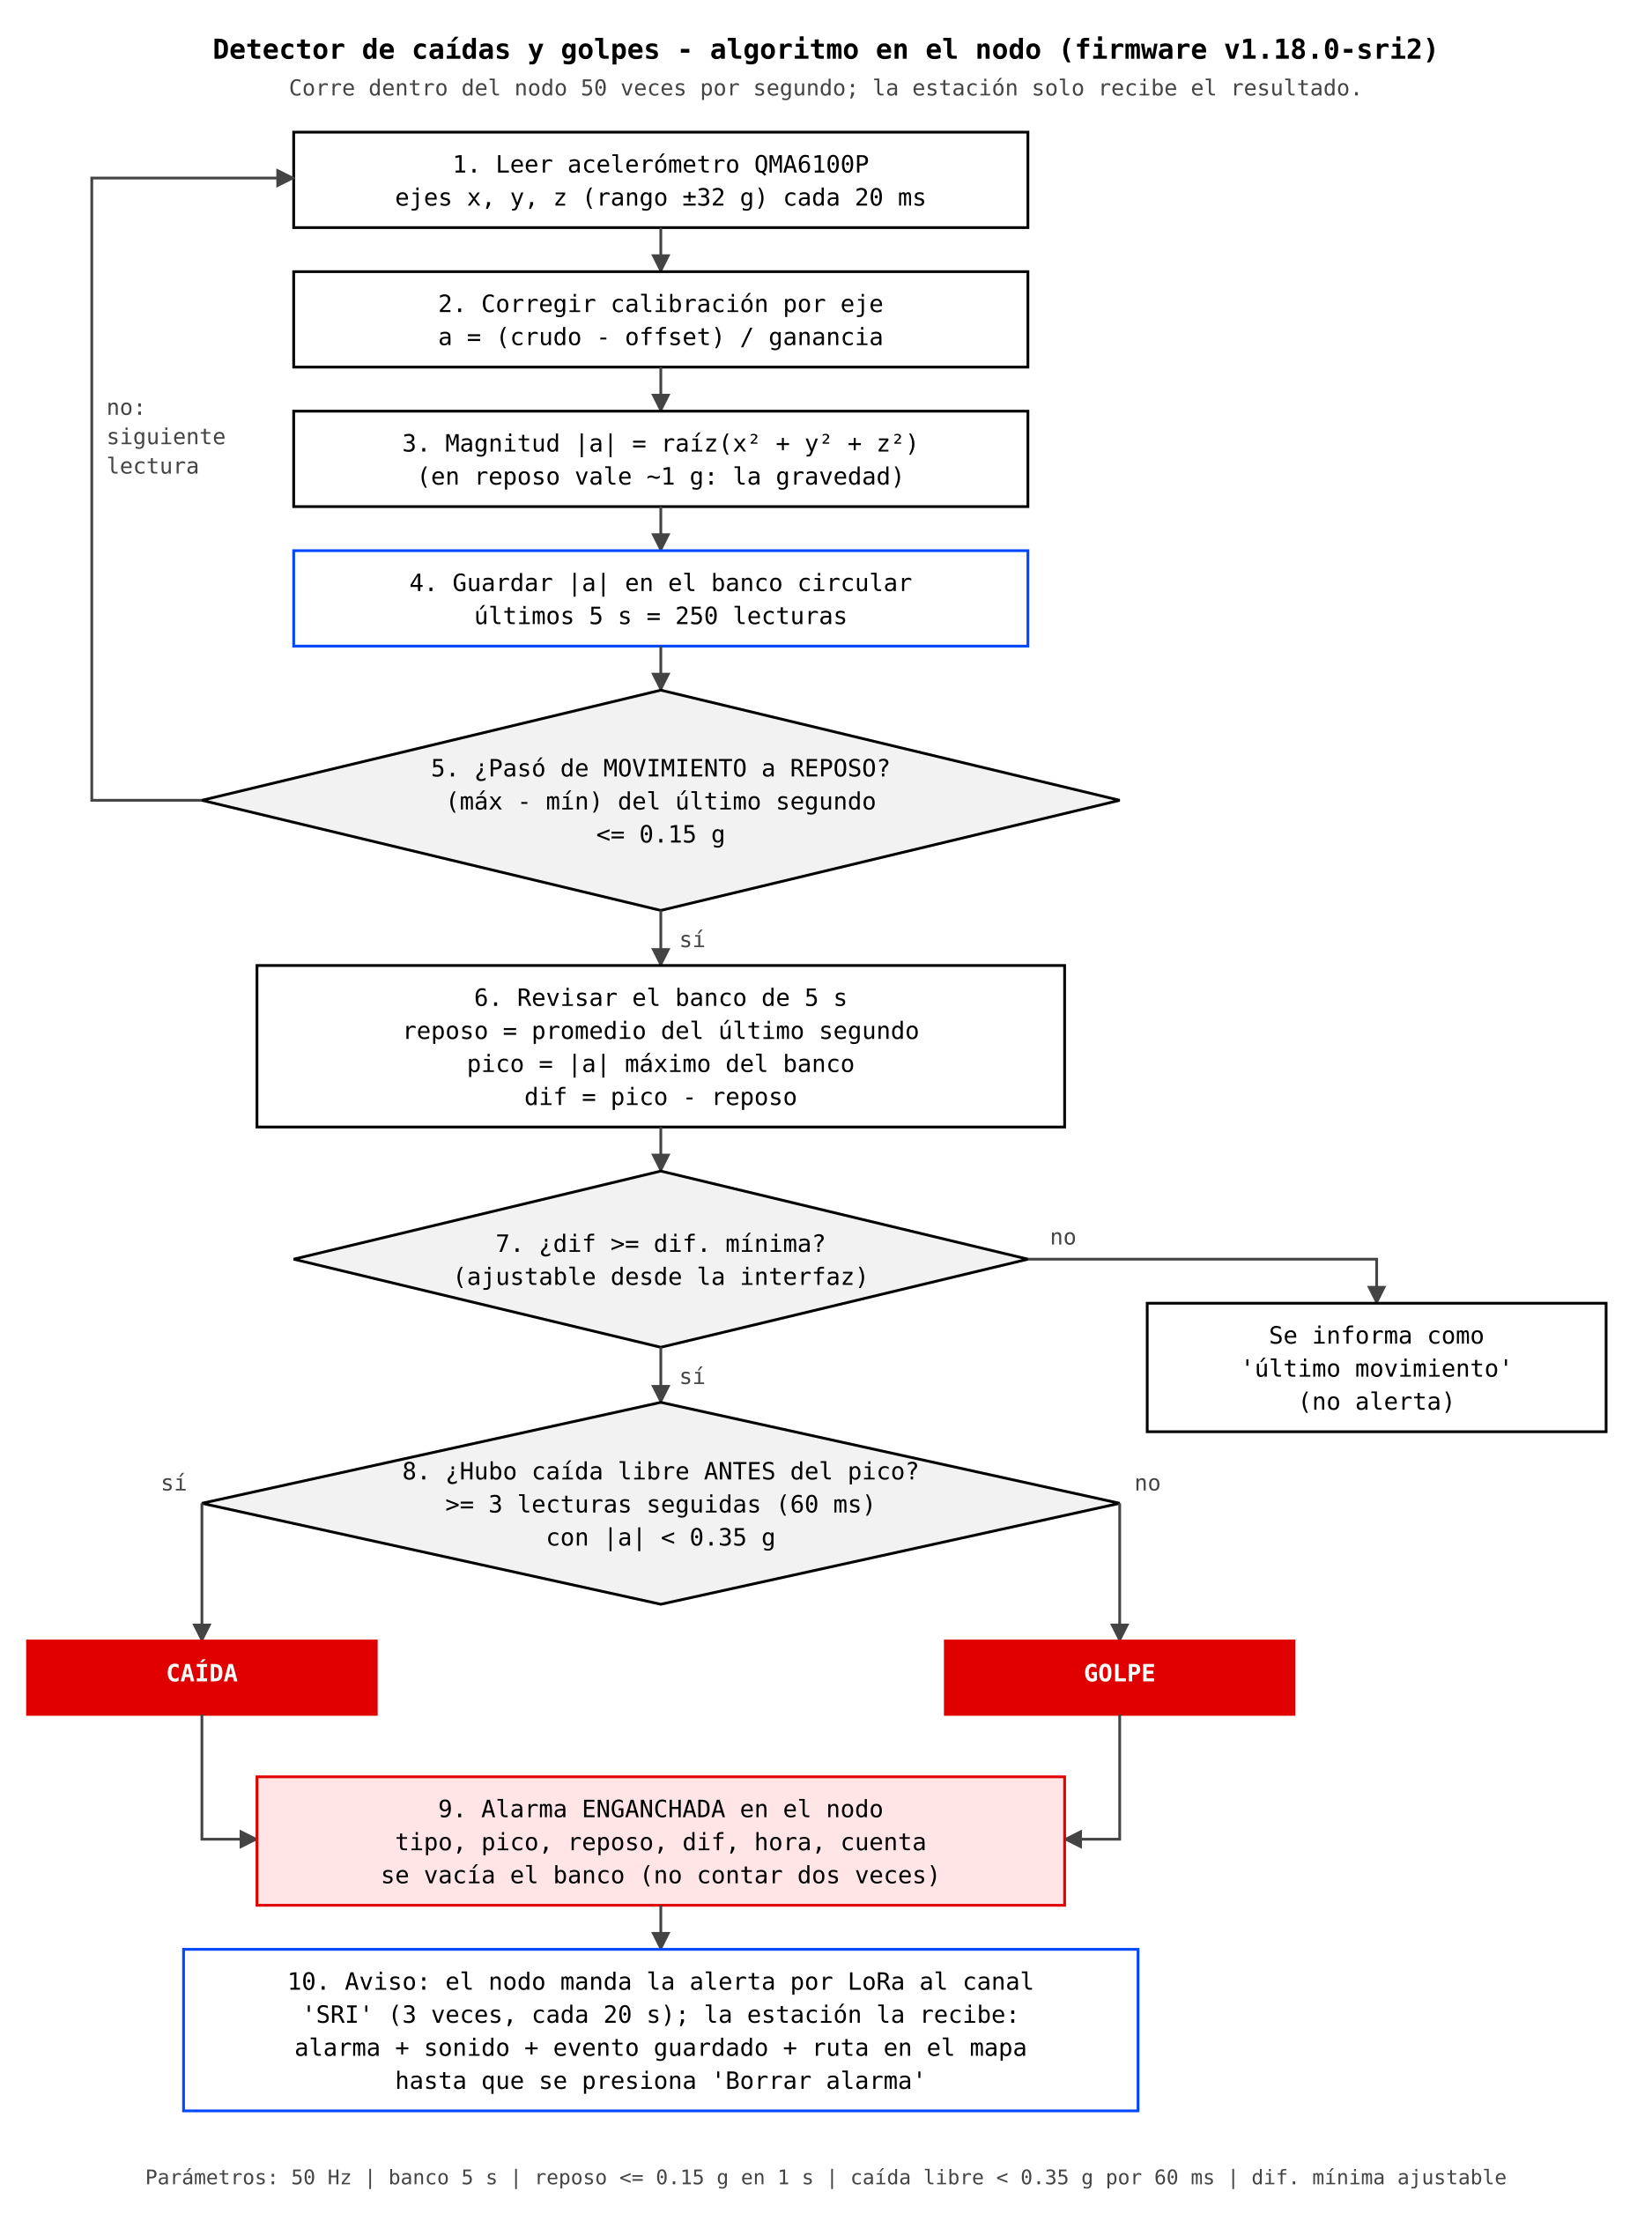 Detector de caídas y golpes - algoritmo en el nodo (firmware v1.18.0-sri2)
Corre dentro del nodo 50 veces por segundo; la estación solo recibe el resultado.
1. Leer acelerómetro QMA6100P
ejes x, y, z (rango ±32 g) cada 20 ms
2. Corregir calibración por eje
a = (crudo - offset) / ganancia
no:
siguiente
lectura
3. Magnitud |a| = raíz(x² + y² + z²)
(en reposo vale ~1 g: la gravedad)
4. Guardar |a| en el banco circular
últimos 5 s = 250 lecturas
5. ¿Pasó de MOVIMIENTO a REPOSO?
(máx - mín) del último segundo
<= 0.15 g
sí
6. Revisar el banco de 5 s
reposo = promedio del último segundo
pico = |a| máximo del banco
dif = pico - reposo
7. ¿dif >= dif. mínima?
(ajustable desde la interfaz)
no
Se informa como
'último movimiento'
(no alerta)
sí
8. ¿Hubo caída libre ANTES del pico?
>= 3 lecturas seguidas (60 ms)
con |a| < 0.35 g
sí
no
CAÍDA
GOLPE
9. Alarma ENGANCHADA en el nodo
tipo, pico, reposo, dif, hora, cuenta
se vacía el banco (no contar dos veces)
10. Aviso: el nodo manda la alerta por LoRa al canal
'SRI' (3 veces, cada 20 s); la estación la recibe:
alarma + sonido + evento guardado + ruta en el mapa
hasta que se presiona 'Borrar alarma'
Parámetros: 50 Hz | banco 5 s | reposo <= 0.15 g en 1 s | caída libre < 0.35 g por 60 ms | dif. mínima ajustable